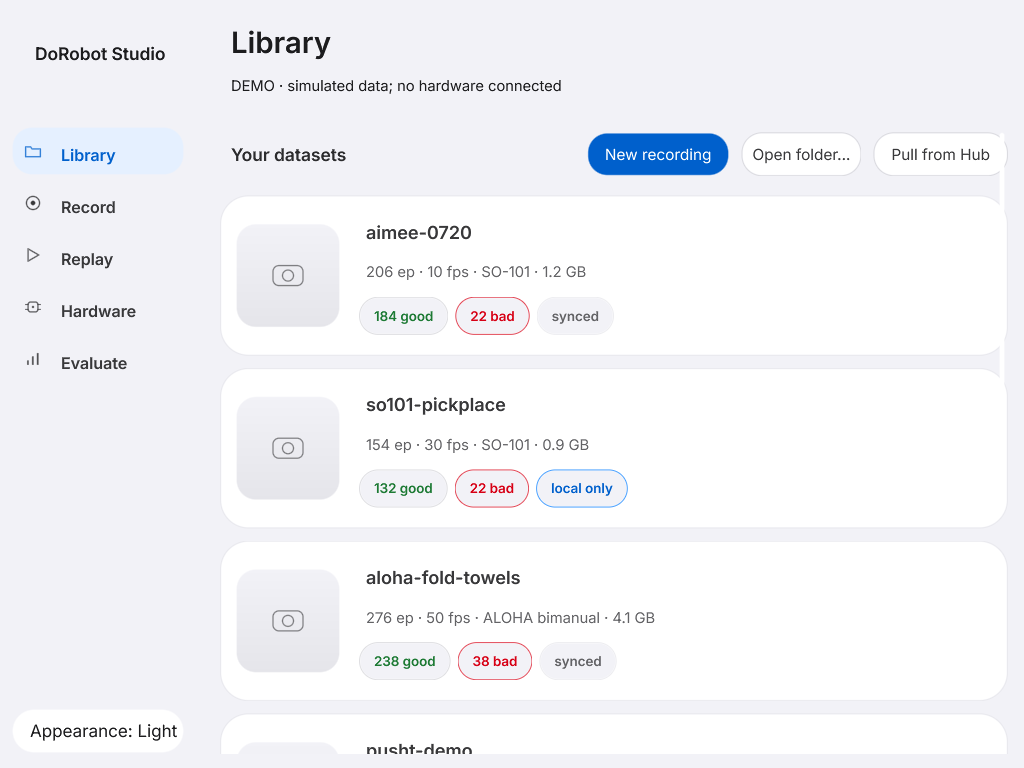 DoRobot Studio
Library
Record
Replay
Hardware
Evaluate
Appearance: Light
Library
DEMO · simulated data; no hardware connected
Your datasets
New recording
Open folder...
Pull from Hub
aimee-0720
206 ep · 10 fps · SO-101 · 1.2 GB
184 good
22 bad
synced
so101-pickplace
154 ep · 30 fps · SO-101 · 0.9 GB
132 good
22 bad
local only
aloha-fold-towels
276 ep · 50 fps · ALOHA bimanual · 4.1 GB
238 good
38 bad
synced
pusht-demo